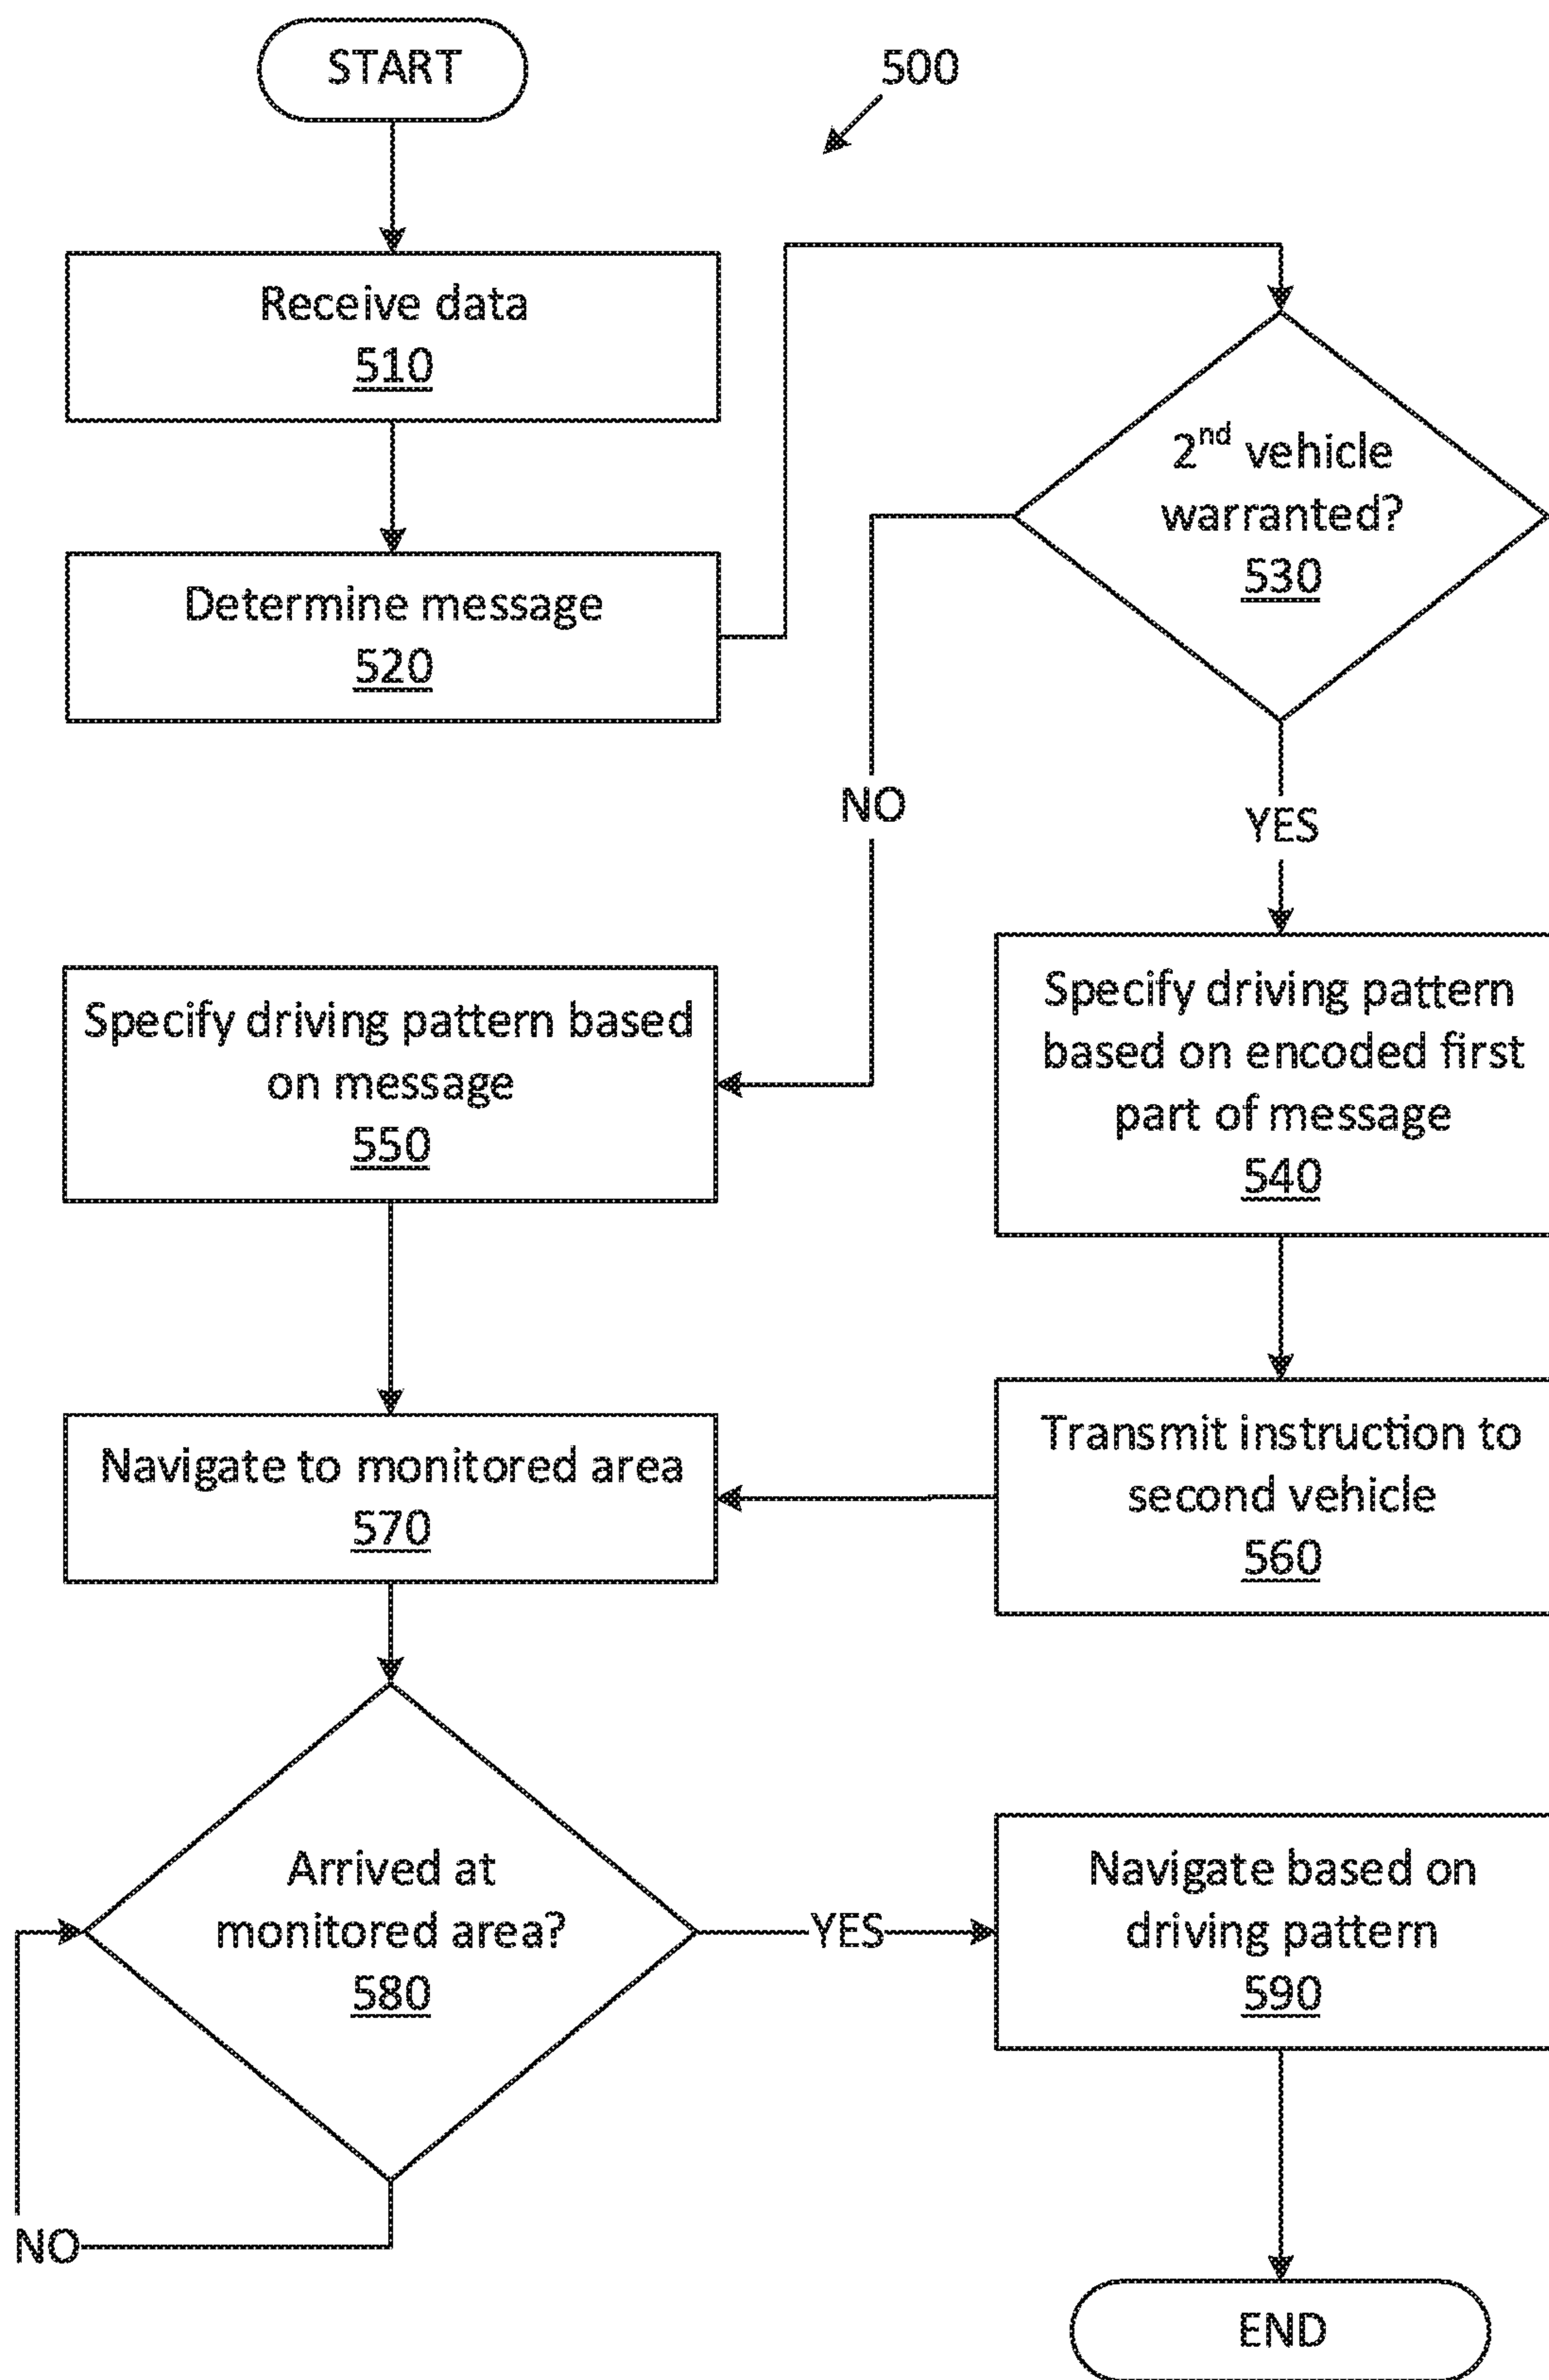 START
500
Receive data
510
Determine message
520
2nd vehicle
warranted?
530
NO
YES
Specify driving pattern
based on encoded first
part of message
540
Specify driving pattern based
on message
550
Transmit instruction to
second vehicle
560
Navigate to monitored area
570
Arrived at
monitored area?
580
YES
NO
Navigate based on
driving pattern
590
END